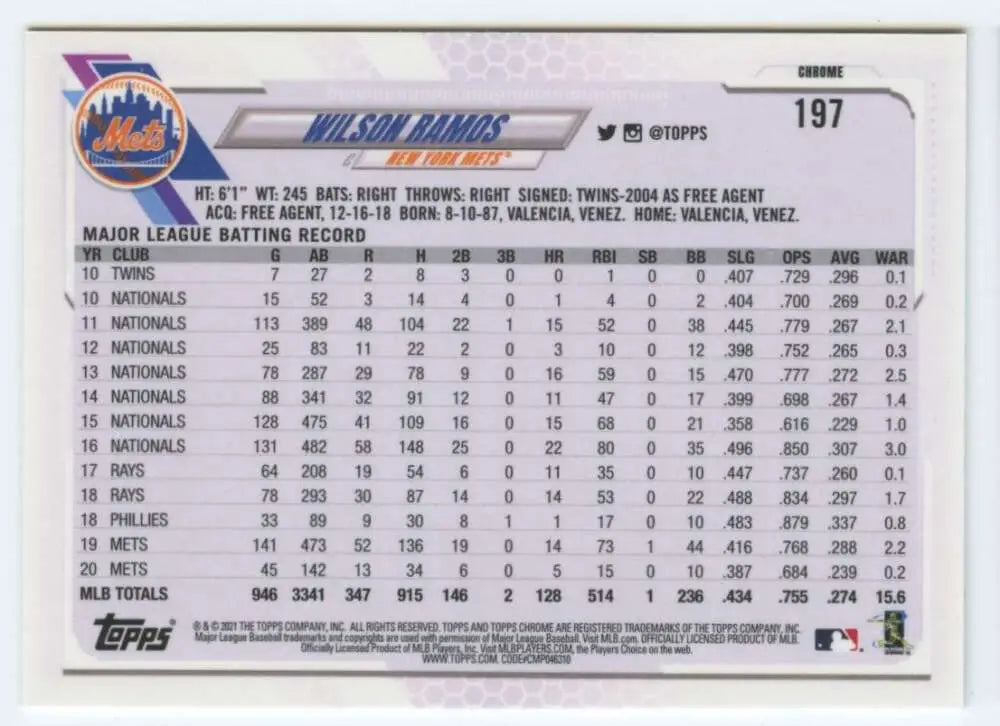 CHROME
197
Mets
WILSON RAMOS
@TOPPS
C NEW YORK METS™
HT: 6'1" WT: 245 BATS: RIGHT THROWS: RIGHT SIGNED: TWINS-2004 AS FREE AGENT
ACQ: FREE AGENT, 12-16-18 BORN: 8-10-87, VALENCIA, VENEZ. HOME: VALENCIA, VENEZ.
MAJOR LEAGUE BATTING RECORD
YR CLUB G AB R H 2B 3B HR RBI SB BB SLG OPS AVG WAR
10 TWINS 7 27 2 8 3 0 0 1 0 0 .407 .729 .296 0.1
10 NATIONALS 15 52 3 14 4 0 1 4 0 2 .404 .700 .269 0.2
11 NATIONALS 113 389 48 104 22 1 15 52 0 38 .445 .779 .267 2.1
12 NATIONALS 25 83 11 22 2 0 3 10 0 12 .398 .752 .265 0.3
13 NATIONALS 78 287 29 78 9 0 16 59 0 15 .470 .777 .272 2.5
14 NATIONALS 88 341 32 91 12 0 11 47 0 17 .399 .698 .267 1.4
15 NATIONALS 128 475 41 109 16 0 15 68 0 21 .358 .616 .229 1.0
16 NATIONALS 131 482 58 148 25 0 22 80 0 35 .496 .850 .307 3.0
17 RAYS 64 208 19 54 6 0 11 35 0 10 .447 .737 .260 0.1
18 RAYS 78 293 30 87 14 0 14 53 0 22 .488 .834 .297 1.7
18 PHILLIES 33 89 9 30 8 1 1 17 0 10 .483 .879 .337 0.8
19 METS 141 473 52 136 19 0 14 73 1 44 .416 .768 .288 2.2
20 METS 45 142 13 34 6 0 5 15 0 10 .387 .684 .239 0.2
MLB TOTALS 946 3341 347 915 146 2 128 514 1 236 .434 .755 .274 15.6
Topps
® & © 2021 THE TOPPS COMPANY, INC. ALL RIGHTS RESERVED. TOPPS AND TOPPS CHROME ARE REGISTERED TRADEMARKS OF THE TOPPS COMPANY, INC.
Major League Baseball trademarks and copyrights are used with permission of Major League Baseball. Visit MLB.com. OFFICIALLY LICENSED PRODUCT OF MLB.
Officially Licensed Product of MLB Players, Inc. Visit MLBPLAYERS.COM, the Players Choice on the web.
WWW.TOPPS.COM. CODE#CMP046310